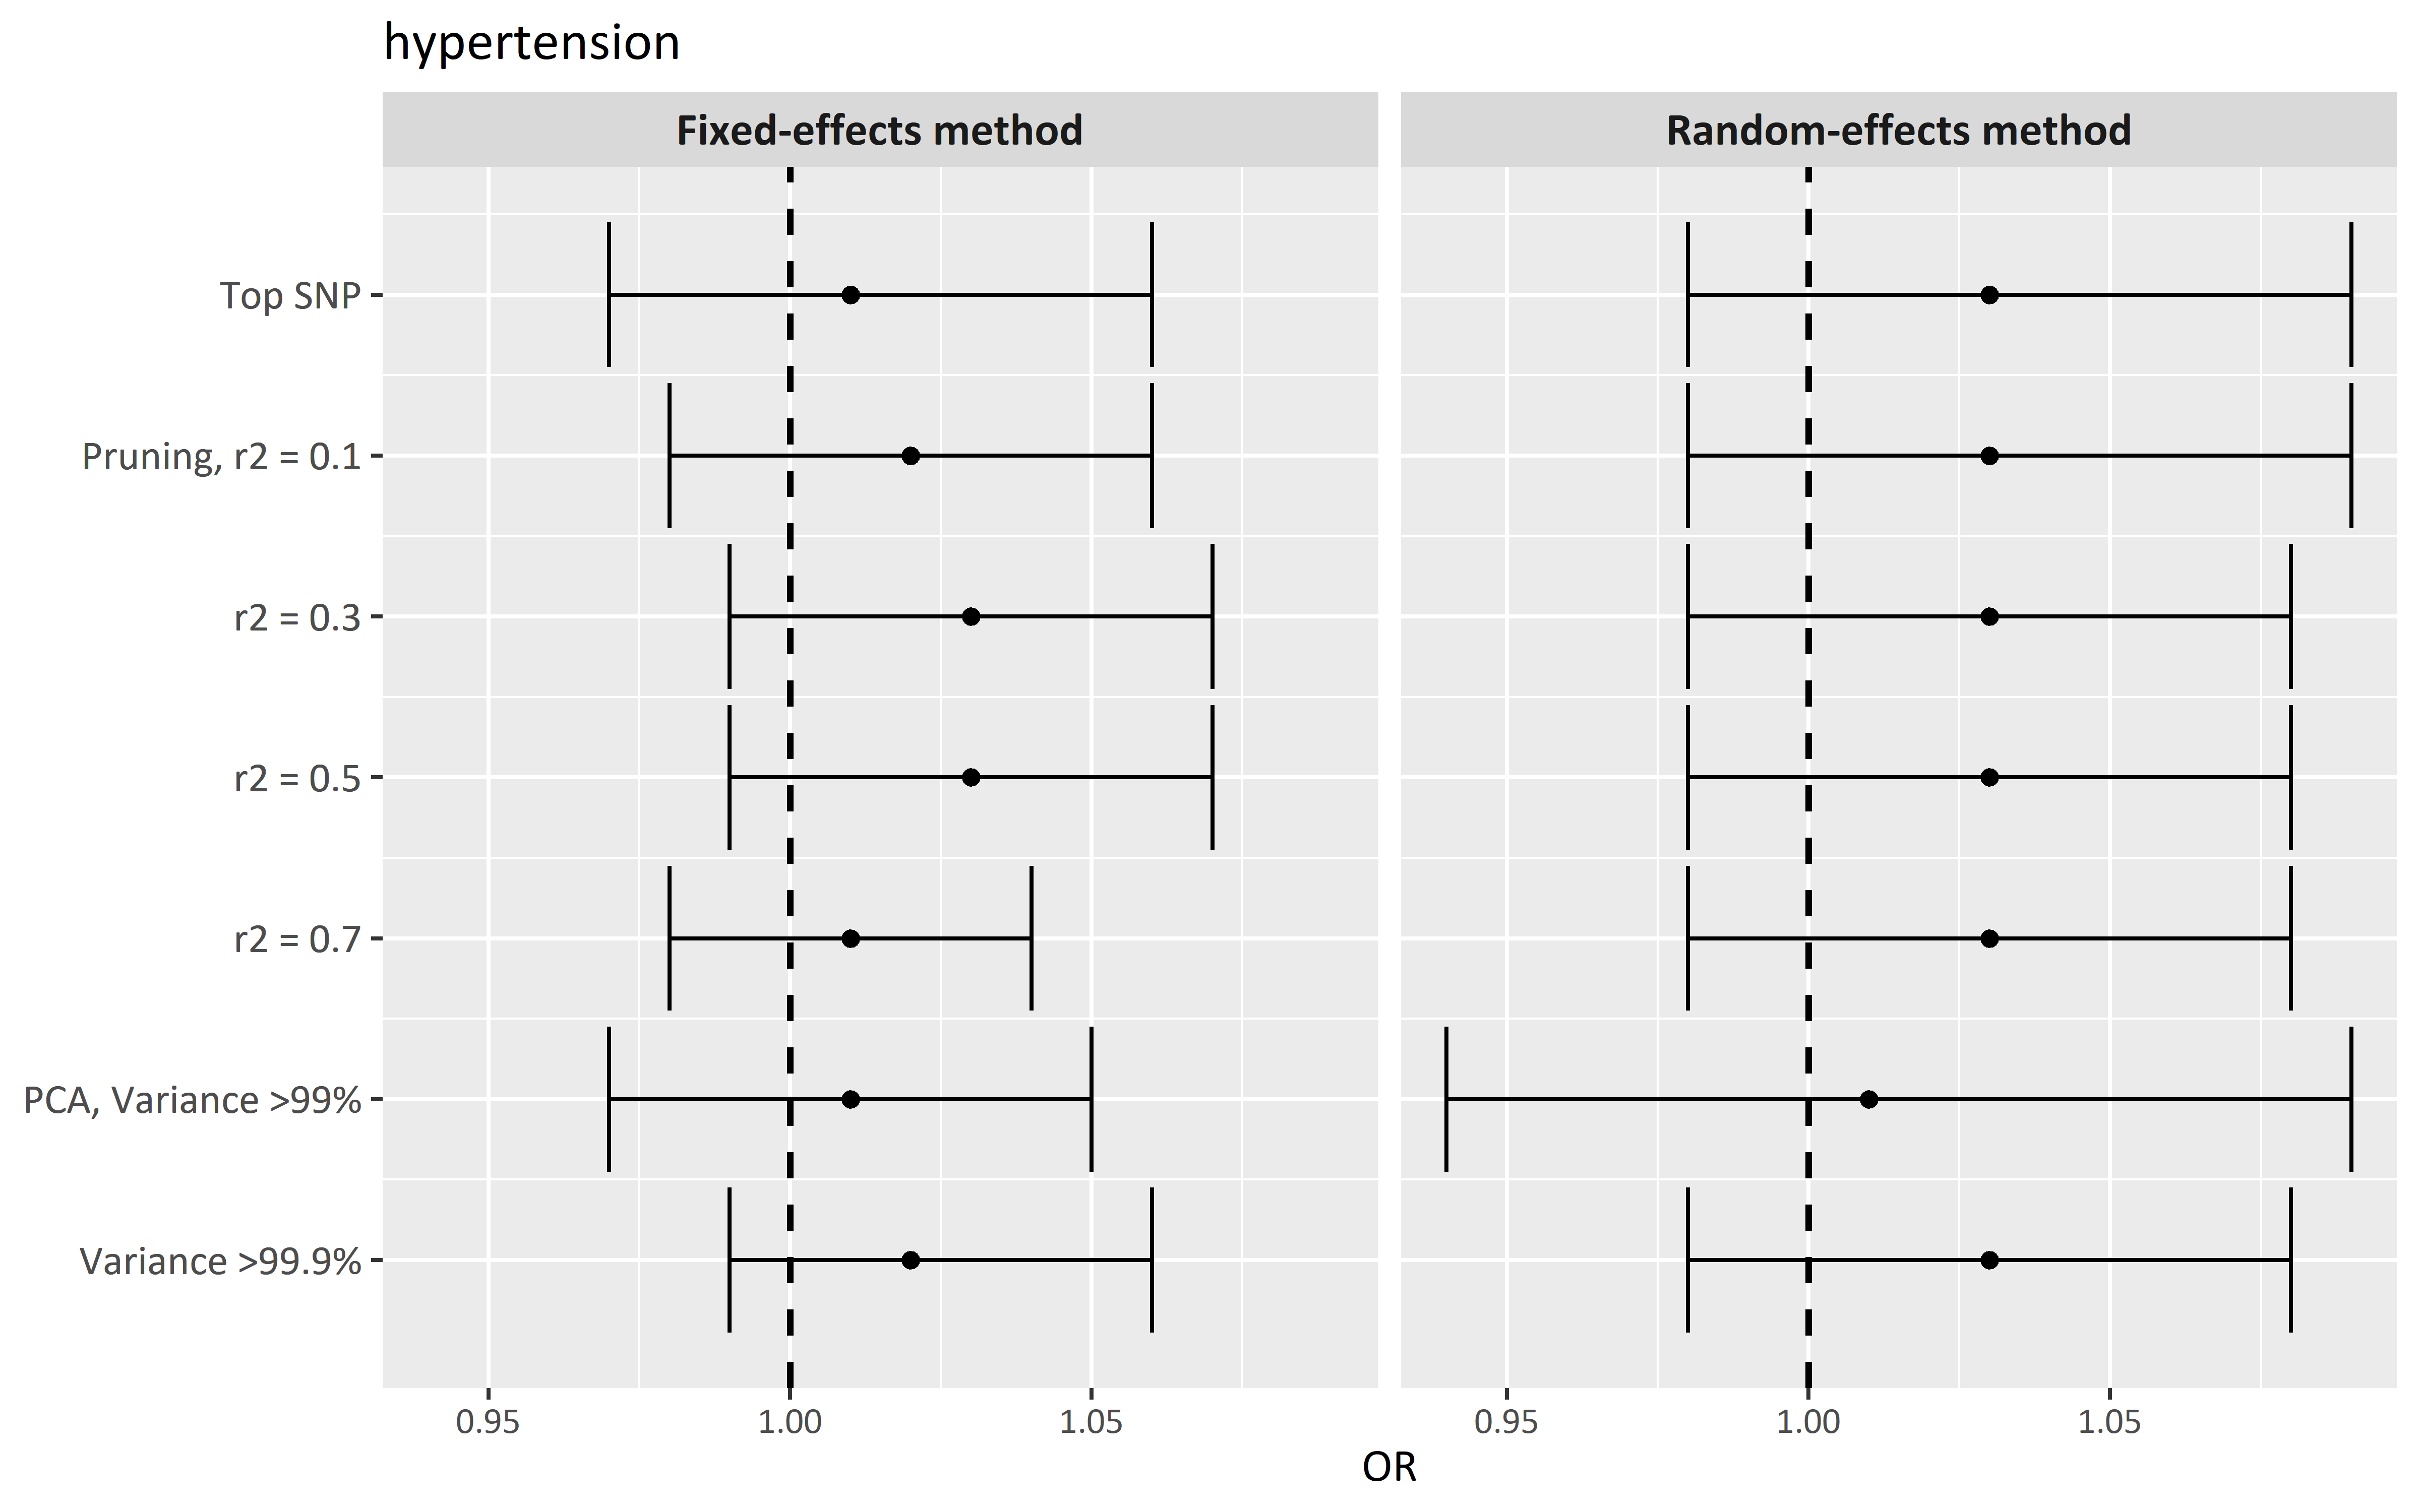 hypertension
Fixed-effects method
Random-effects method
Top SNP
Pruning, r2 = 0.1
r2 = 0.3
r2 = 0.5
r2 = 0.7
PCA, Variance >99%
Variance >99.9%
0.95 1.00 1.05
0.95 1.00 1.05
OR